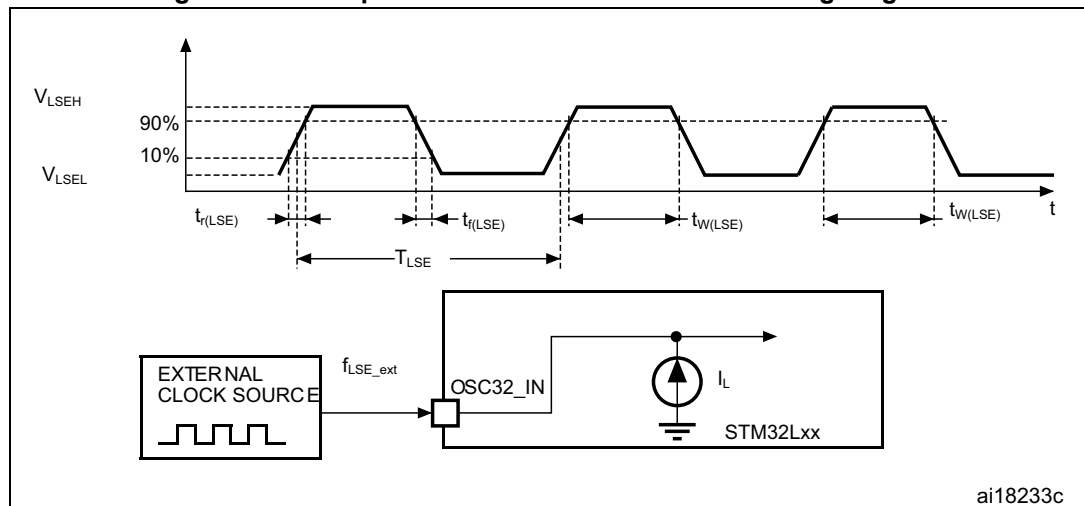 V_LSEH
90%
10%
V_LSEL
t_r(LSE)
t_f(LSE)
t_W(LSE)
t_W(LSE)
t
T_LSE
EXTERNAL
CLOCK SOURCE
f_LSE_ext
OSC32_IN
I_L
STM32Lxx
ai18233c